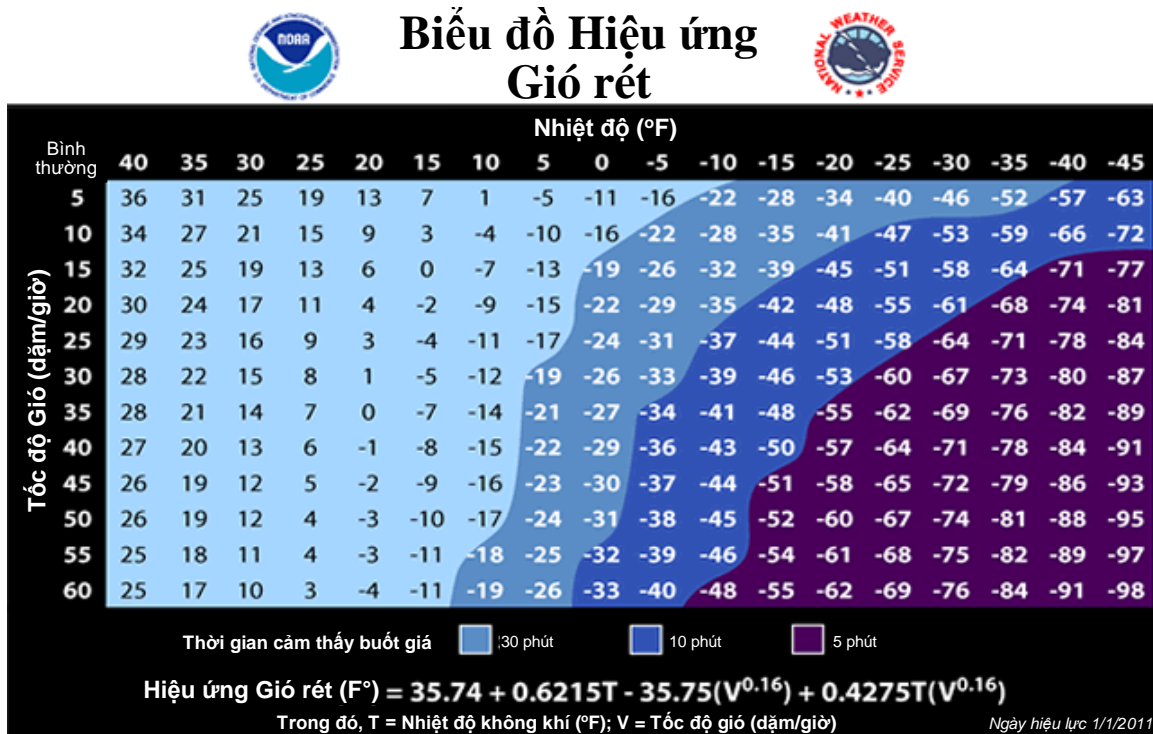 Biểu đồ Hiệu ứng
Gió rét
NOAA
NATIONAL WEATHER SERVICE
Nhiệt độ (ºF)
Bình
thường 40 35 30 25 20 15 10 5 0 -5 -10 -15 -20 -25 -30 -35 -40 -45
Tốc độ Gió (dặm/giờ)
5 36 31 25 19 13 7 1 -5 -11 -16 -22 -28 -34 -40 -46 -52 -57 -63
10 34 27 21 15 9 3 -4 -10 -16 -22 -28 -35 -41 -47 -53 -59 -66 -72
15 32 25 19 13 6 0 -7 -13 -19 -26 -32 -39 -45 -51 -58 -64 -71 -77
20 30 24 17 11 4 -2 -9 -15 -22 -29 -35 -42 -48 -55 -61 -68 -74 -81
25 29 23 16 9 3 -4 -11 -17 -24 -31 -37 -44 -51 -58 -64 -71 -78 -84
30 28 22 15 8 1 -5 -12 -19 -26 -33 -39 -46 -53 -60 -67 -73 -80 -87
35 28 21 14 7 0 -7 -14 -21 -27 -34 -41 -48 -55 -62 -69 -76 -82 -89
40 27 20 13 6 -1 -8 -15 -22 -29 -36 -43 -50 -57 -64 -71 -78 -84 -91
45 26 19 12 5 -2 -9 -16 -23 -30 -37 -44 -51 -58 -65 -72 -79 -86 -93
50 26 19 12 4 -3 -10 -17 -24 -31 -38 -45 -52 -60 -67 -74 -81 -88 -95
55 25 18 11 4 -3 -11 -18 -25 -32 -39 -46 -54 -61 -68 -75 -82 -89 -97
60 25 17 10 3 -4 -11 -19 -26 -33 -40 -48 -55 -62 -69 -76 -84 -91 -98
Thời gian cảm thấy buốt giá 30 phút 10 phút 5 phút
Hiệu ứng Gió rét (F°) = 35.74 + 0.6215T - 35.75(V^0.16) + 0.4275T(V^0.16)
Trong đó, T = Nhiệt độ không khí (ºF); V = Tốc độ gió (dặm/giờ)
Ngày hiệu lực 1/1/2011